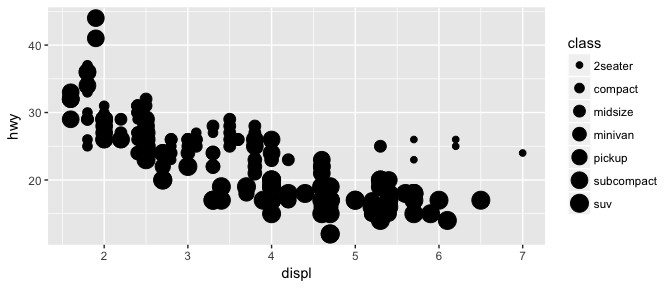 40
30
20
hwy
2
3
4
5
6
7
displ
class
2seater
compact
midsize
minivan
pickup
subcompact
suv